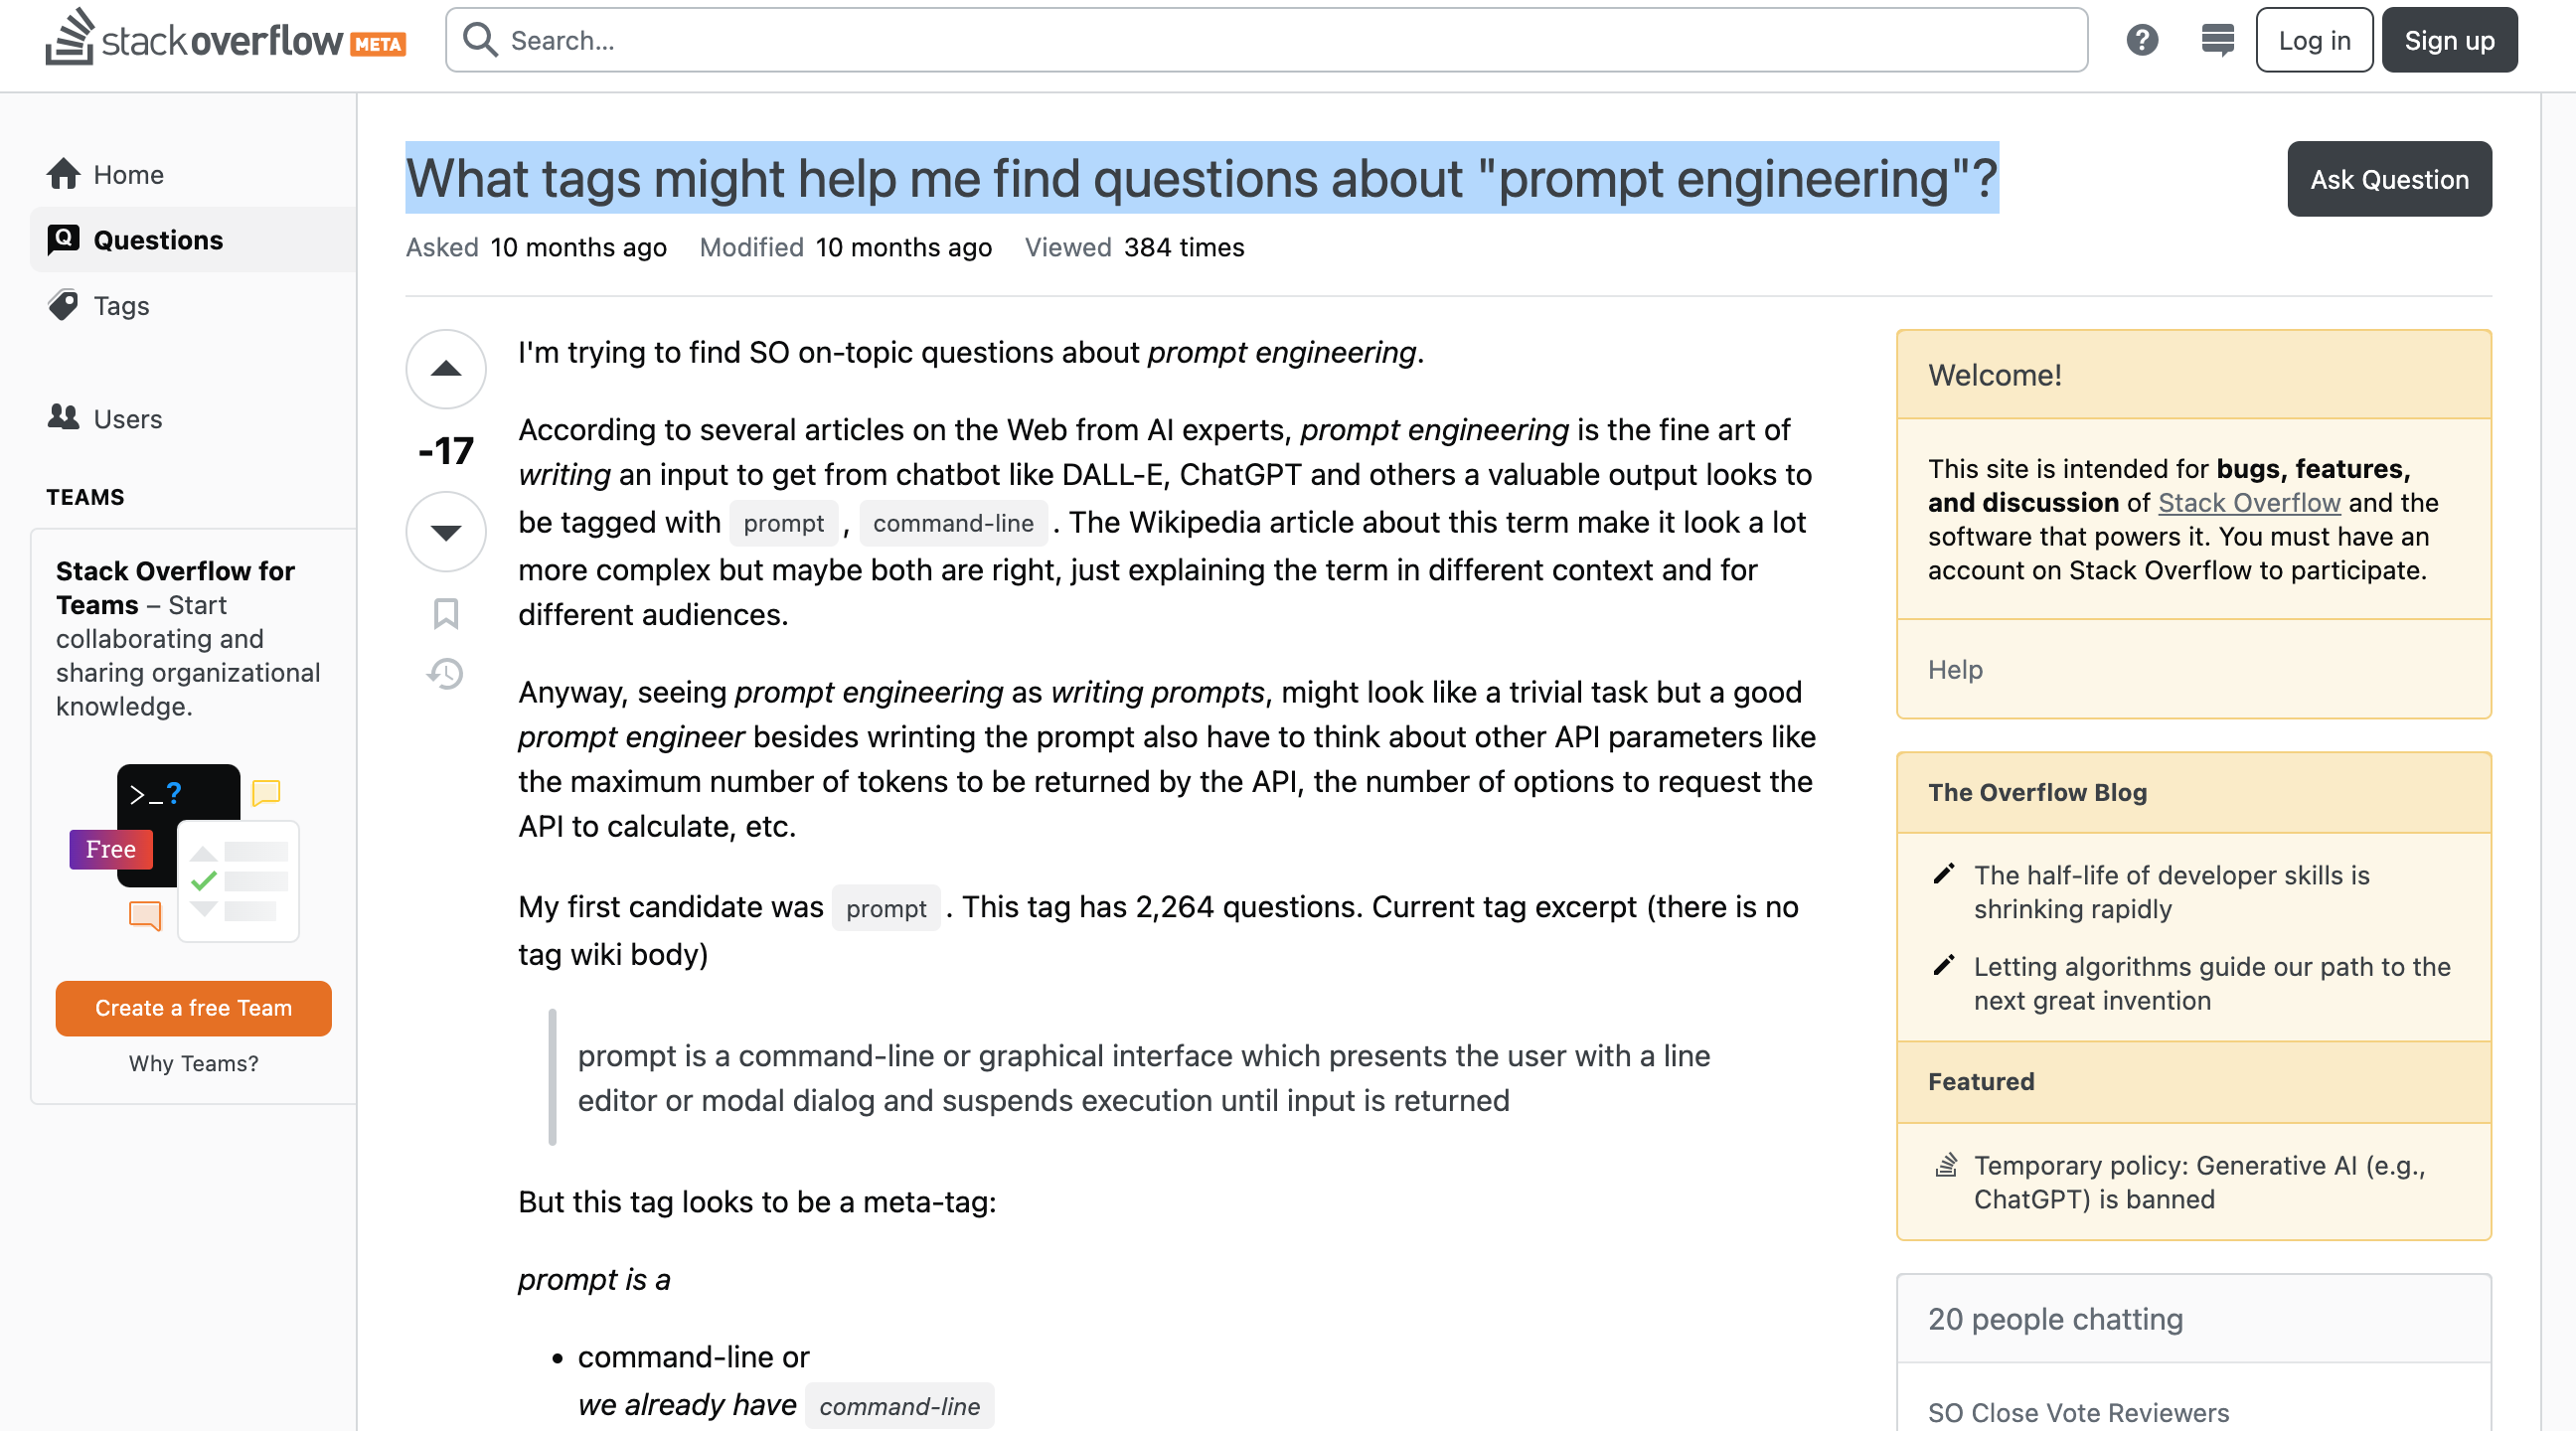 stackoverflow META
Search...
?
Log in
Sign up
Home
Questions
Tags
Users
TEAMS
Stack Overflow for
Teams – Start
collaborating and
sharing organizational
knowledge.
>_?
Free
Create a free Team
Why Teams?
What tags might help me find questions about "prompt engineering"?
Ask Question
Asked 10 months ago Modified 10 months ago Viewed 384 times
-17
I'm trying to find SO on-topic questions about prompt engineering.
According to several articles on the Web from AI experts, prompt engineering is the fine art of
writing an input to get from chatbot like DALL-E, ChatGPT and others a valuable output looks to
be tagged with prompt , command-line . The Wikipedia article about this term make it look a lot
more complex but maybe both are right, just explaining the term in different context and for
different audiences.
Anyway, seeing prompt engineering as writing prompts, might look like a trivial task but a good
prompt engineer besides wrinting the prompt also have to think about other API parameters like
the maximum number of tokens to be returned by the API, the number of options to request the
API to calculate, etc.
My first candidate was prompt . This tag has 2,264 questions. Current tag excerpt (there is no
tag wiki body)
prompt is a command-line or graphical interface which presents the user with a line
editor or modal dialog and suspends execution until input is returned
But this tag looks to be a meta-tag:
prompt is a
• command-line or
we already have command-line
Welcome!
This site is intended for bugs, features,
and discussion of Stack Overflow and the
software that powers it. You must have an
account on Stack Overflow to participate.
Help
The Overflow Blog
The half-life of developer skills is
shrinking rapidly
Letting algorithms guide our path to the
next great invention
Featured
Temporary policy: Generative AI (e.g.,
ChatGPT) is banned
20 people chatting
SO Close Vote Reviewers